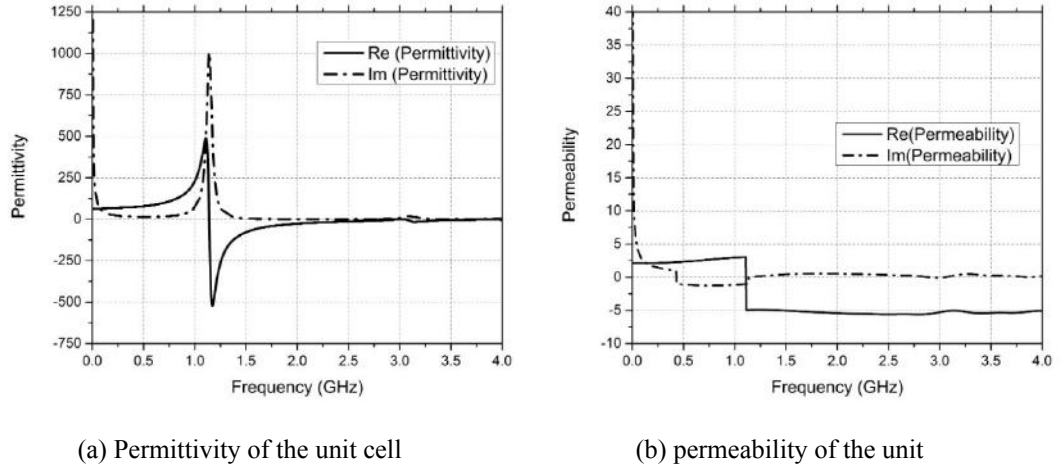 1250
1000
750
500
250
0
-250
-500
-750
Permittivity
Re (Permittivity)
Im (Permittivity)
0.0 0.5 1.0 1.5 2.0 2.5 3.0 3.5 4.0
Frequency (GHz)
(a) Permittivity of the unit cell
40
35
30
25
20
15
10
5
0
-5
-10
Permeability
Re(Permeability)
Im(Permeability)
0.0 0.5 1.0 1.5 2.0 2.5 3.0 3.5 4.0
Frequency (GHz)
(b) permeability of the unit